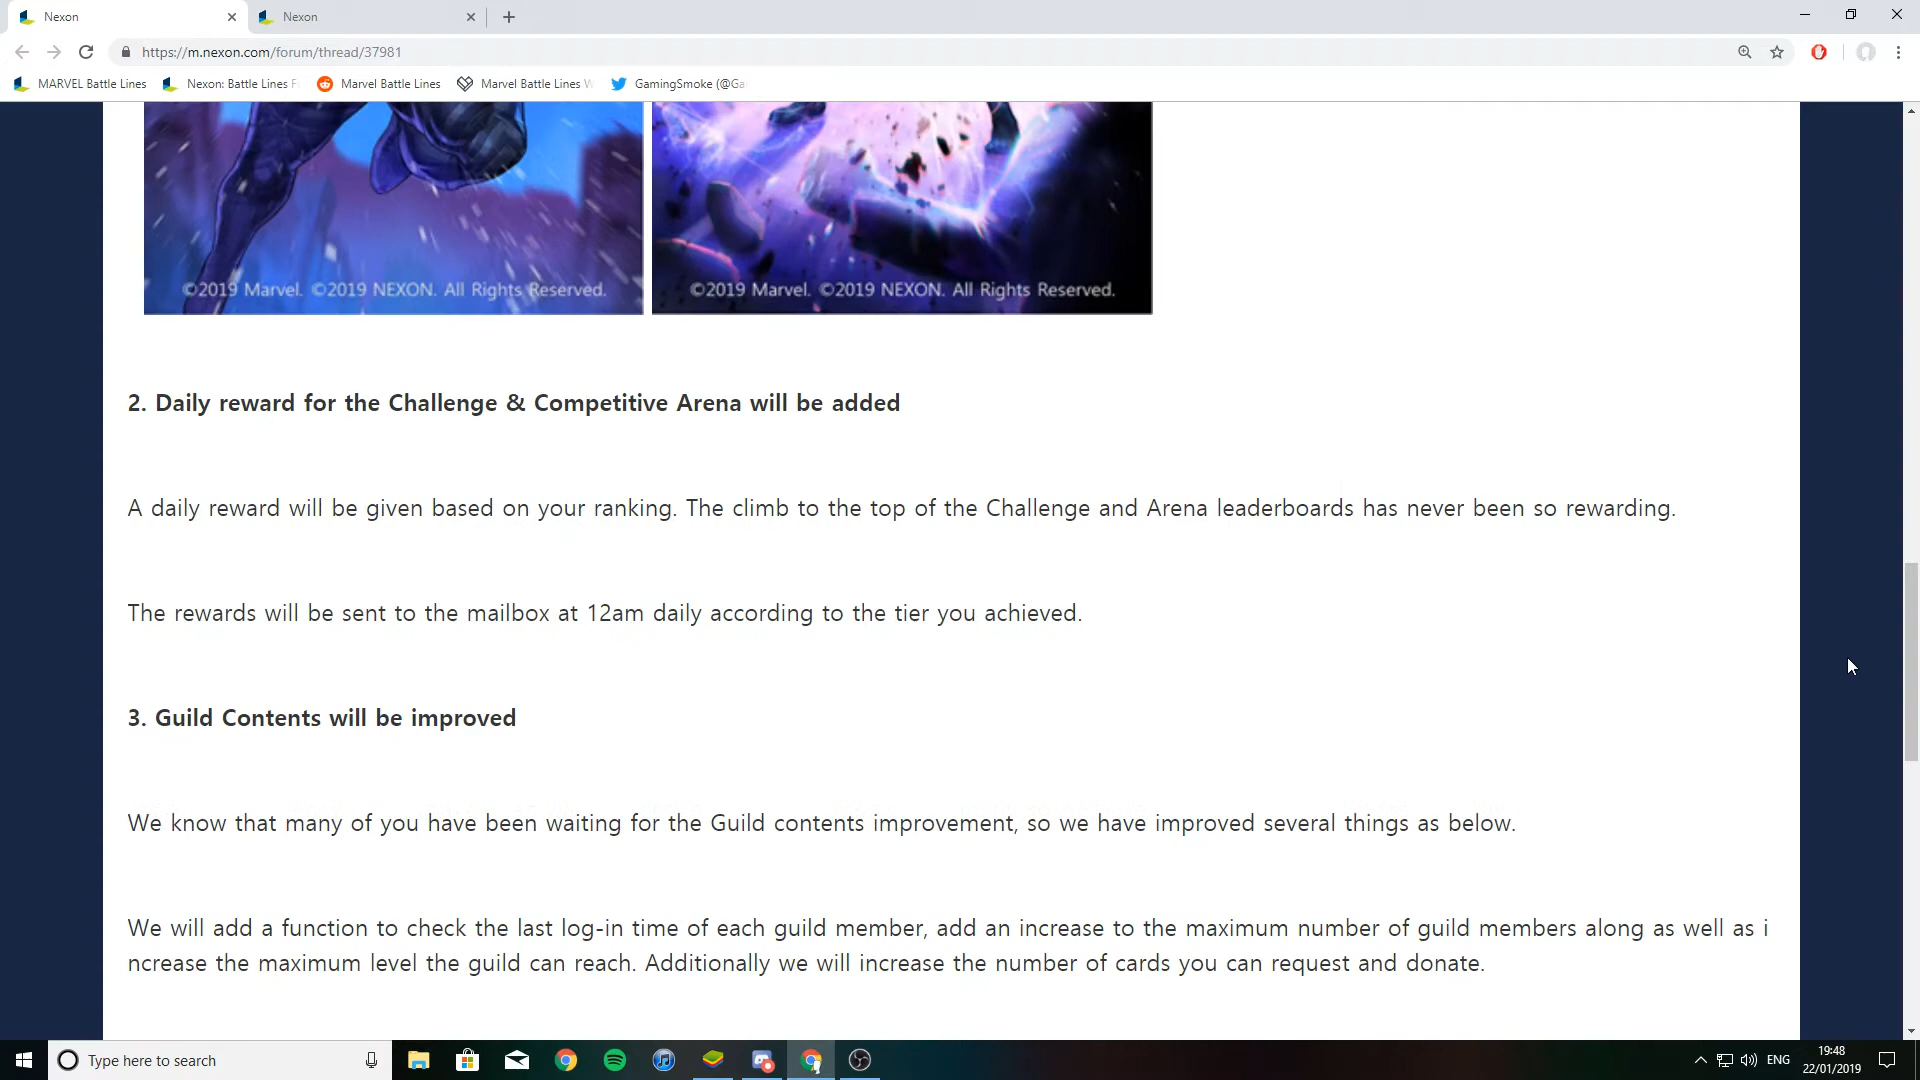 Nexon
Nexon
https://m.nexon.com/forum/thread/37981
MARVEL Battle Lines
Nexon: Battle Lines F
Marvel Battle Lines
Marvel Battle Lines W
GamingSmoke (@Ga
©2019 Marvel. ©2019 NEXON. All Rights Reserved.
©2019 Marvel. ©2019 NEXON. All Rights Reserved.
2. Daily reward for the Challenge & Competitive Arena will be added
A daily reward will be given based on your ranking. The climb to the top of the Challenge and Arena leaderboards has never been so rewarding.
The rewards will be sent to the mailbox at 12am daily according to the tier you achieved.
3. Guild Contents will be improved
We know that many of you have been waiting for the Guild contents improvement, so we have improved several things as below.
We will add a function to check the last log-in time of each guild member, add an increase to the maximum number of guild members along as well as i
ncrease the maximum level the guild can reach. Additionally we will increase the number of cards you can request and donate.
Type here to search
ENG
19:48
22/01/2019